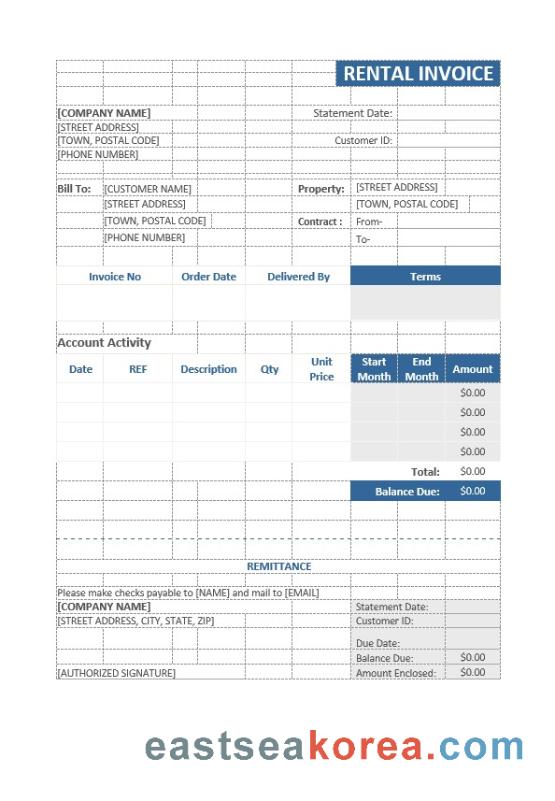 RENTAL INVOICE
[COMPANY NAME] Statement Date:
[STREET ADDRESS]
[TOWN, POSTAL CODE] Customer ID:
[PHONE NUMBER]
Bill To: [CUSTOMER NAME] Property: [STREET ADDRESS]
[STREET ADDRESS] [TOWN, POSTAL CODE]
[TOWN, POSTAL CODE] Contract : From-
[PHONE NUMBER] To-
Invoice No Order Date Delivered By Terms
Account Activity
Date REF Description Qty Unit Price Start Month End Month Amount
$0.00
$0.00
$0.00
$0.00
Total: $0.00
Balance Due: $0.00
REMITTANCE
Please make checks payable to [NAME] and mail to [EMAIL]
[COMPANY NAME] Statement Date:
[STREET ADDRESS, CITY, STATE, ZIP] Customer ID:
Due Date:
Balance Due: $0.00
[AUTHORIZED SIGNATURE] Amount Enclosed: $0.00
eastseakorea.com